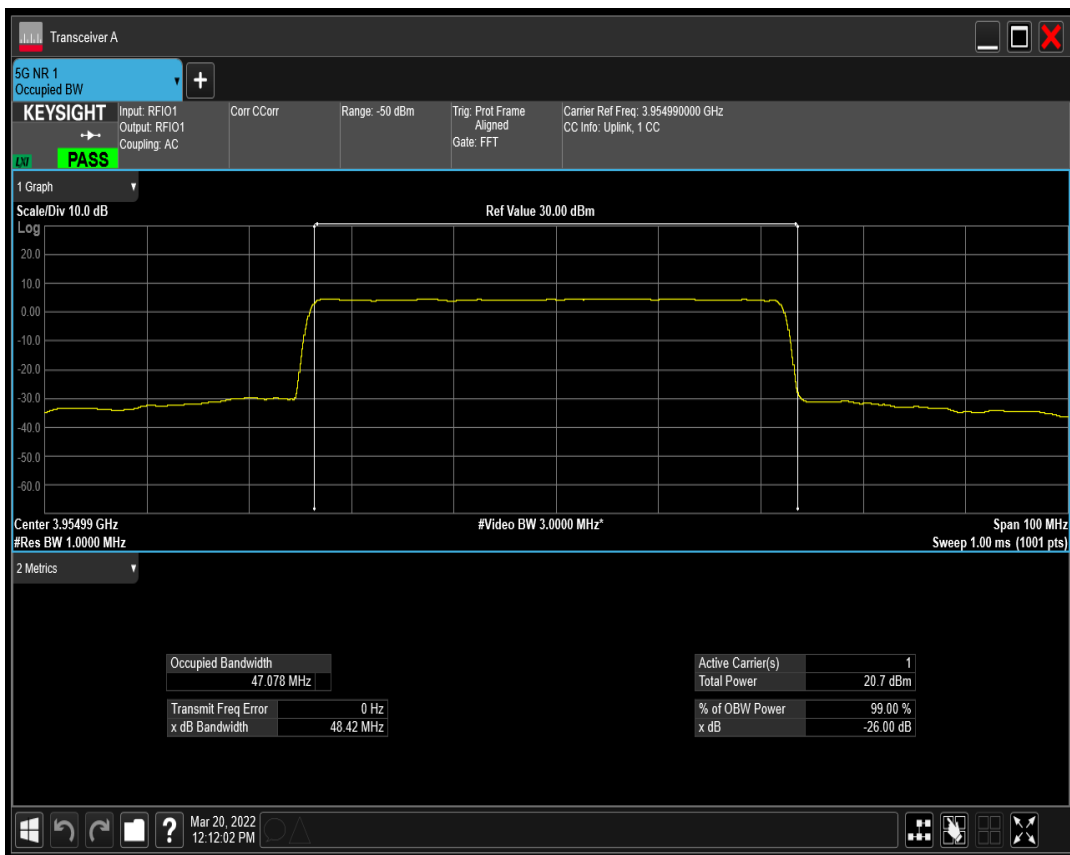 Transceiver A
5G NR 1
Occupied BW
+
KEYSIGHT
LXI
PASS
Input: RFIO1
Output: RFIO1
Coupling: AC
Corr CCorr
Range: -50 dBm
Trig: Prot Frame
Aligned
Gate: FFT
Carrier Ref Freq: 3.954990000 GHz
CC Info: Uplink, 1 CC
1 Graph
Scale/Div 10.0 dB
Ref Value 30.00 dBm
Log
20.0
10.0
0.00
-10.0
-20.0
-30.0
-40.0
-50.0
-60.0
Center 3.95499 GHz
#Video BW 3.0000 MHz*
Span 100 MHz
#Res BW 1.0000 MHz
Sweep 1.00 ms (1001 pts)
2 Metrics
Occupied Bandwidth
47.078 MHz
Transmit Freq Error 0 Hz
x dB Bandwidth 48.42 MHz
Active Carrier(s) 1
Total Power 20.7 dBm
% of OBW Power 99.00 %
x dB -26.00 dB
?
Mar 20, 2022
12:12:02 PM